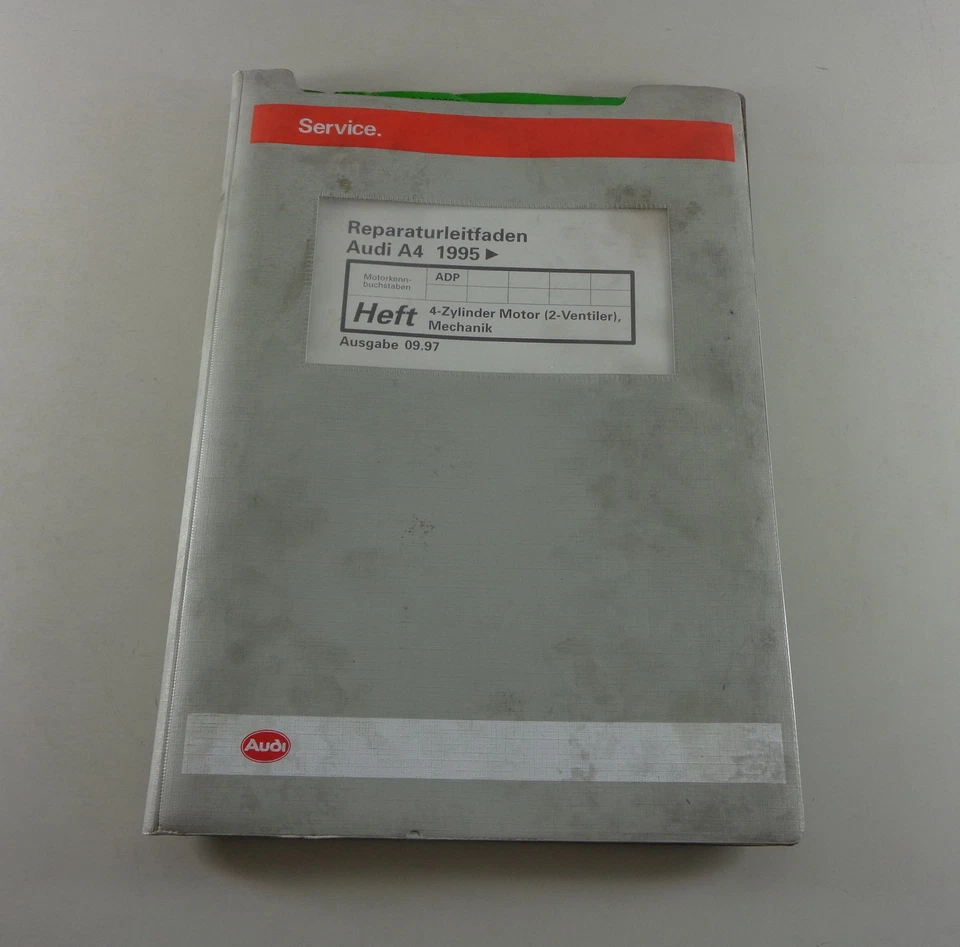 Service.
Reparaturleitfaden
Audi A4 1995 ►
Motorkenn-
buchstaben
ADP
Heft
4-Zylinder Motor (2-Ventiler),
Mechanik
Ausgabe 09.97
Audi